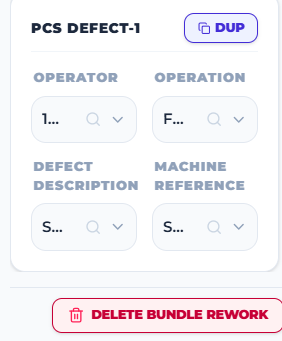 PCS DEFECT-1
DUP
OPERATOR
OPERATION
1...
F...
DEFECT DESCRIPTION
MACHINE REFERENCE
S...
S...
DELETE BUNDLE REWORK